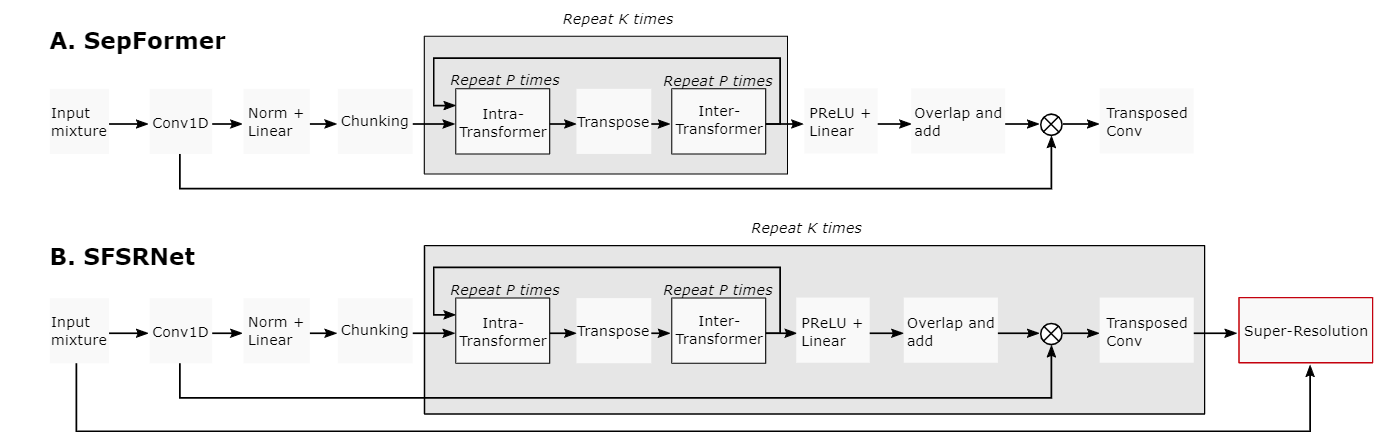 Repeat K times
A. SepFormer
Repeat P times
Repeat P times
Input
mixture
Conv1D
Norm +
Linear
Chunking
Intra-
Transformer
Transpose
Inter-
Transformer
PReLU +
Linear
Overlap and
add
Transposed
Conv
Repeat K times
B. SFSRNet
Repeat P times
Repeat P times
Input
mixture
Conv1D
Norm +
Linear
Chunking
Intra-
Transformer
Transpose
Inter-
Transformer
PReLU +
Linear
Overlap and
add
Transposed
Conv
Super-Resolution